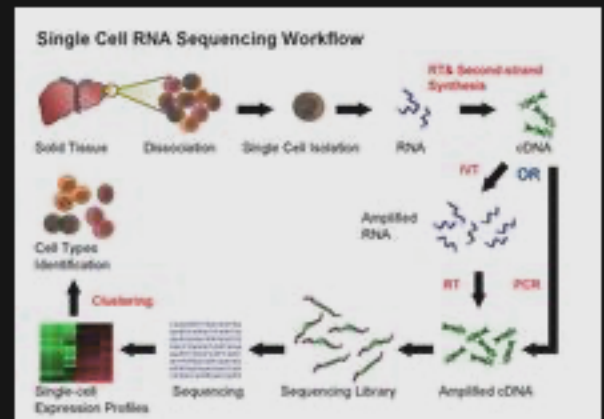 Single Cell RNA Sequencing Workflow
RT& Second-strand
Synthesis
Solid Tissue
Dissociation
Single Cell Isolation
RNA
cDNA
IVT
OR
Amplified
RNA
Cell Types
Identification
RT
PCR
Clustering
Single-cell
Expression Profiles
Sequencing
Sequencing Library
Amplified cDNA